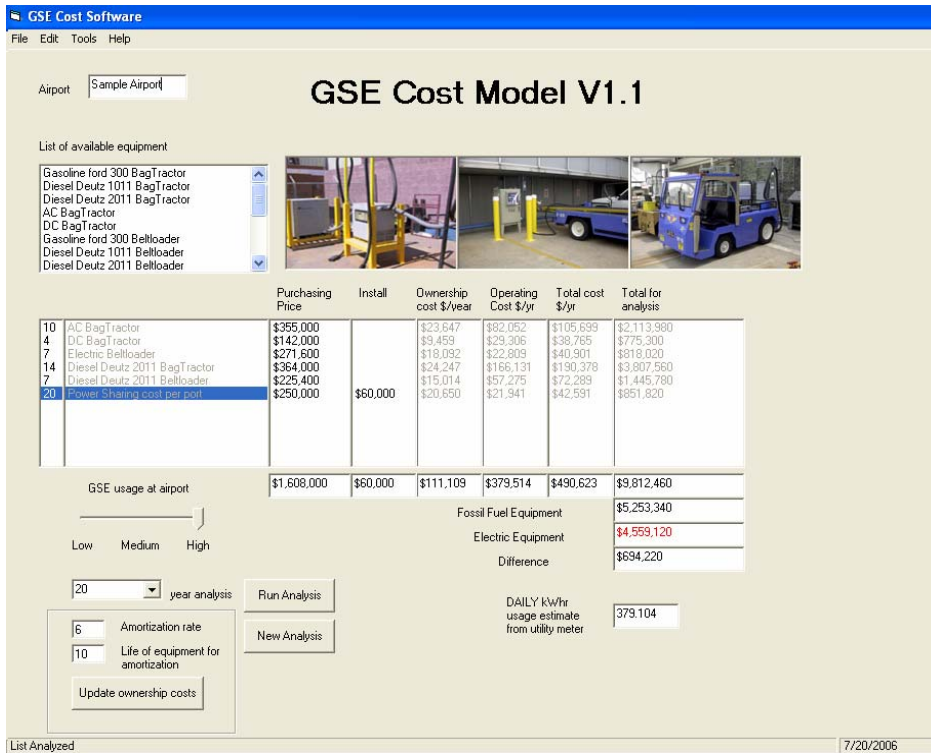 GSE Cost Software
File Edit Tools Help
Airport Sample Airport
GSE Cost Model V1.1
List of available equipment
Gasoline ford 300 BagTractor
Diesel Deutz 1011 BagTractor
Diesel Deutz 2011 BagTractor
AC BagTractor
DC BagTractor
Gasoline ford 300 Beltloader
Diesel Deutz 1011 Beltloader
Diesel Deutz 2011 Beltloader
Purchasing Price Install Ownership cost $/year Operating Cost $/yr Total cost $/yr Total for analysis
10 AC BagTractor $355,000 $23,647 $82,052 $105,699 $2,113,980
4 DC BagTractor $142,000 $9,459 $29,306 $38,765 $775,300
7 Electric Beltloader $271,600 $18,092 $22,809 $40,901 $818,020
14 Diesel Deutz 2011 BagTractor $364,000 $24,247 $166,131 $190,378 $3,807,560
7 Diesel Deutz 2011 Beltloader $225,400 $15,014 $57,275 $72,289 $1,445,780
20 Power Sharing cost per port $250,000 $60,000 $20,650 $21,941 $42,591 $851,820
$1,608,000 $60,000 $111,109 $379,514 $490,623 $9,812,460
GSE usage at airport
Low Medium High
Fossil Fuel Equipment $5,253,340
Electric Equipment $4,559,120
Difference $694,220
20 year analysis
Run Analysis
New Analysis
DAILY kWhr
usage estimate
from utility meter
379.104
6 Amortization rate
10 Life of equipment for
amortization
Update ownership costs
List Analyzed 7/20/2006